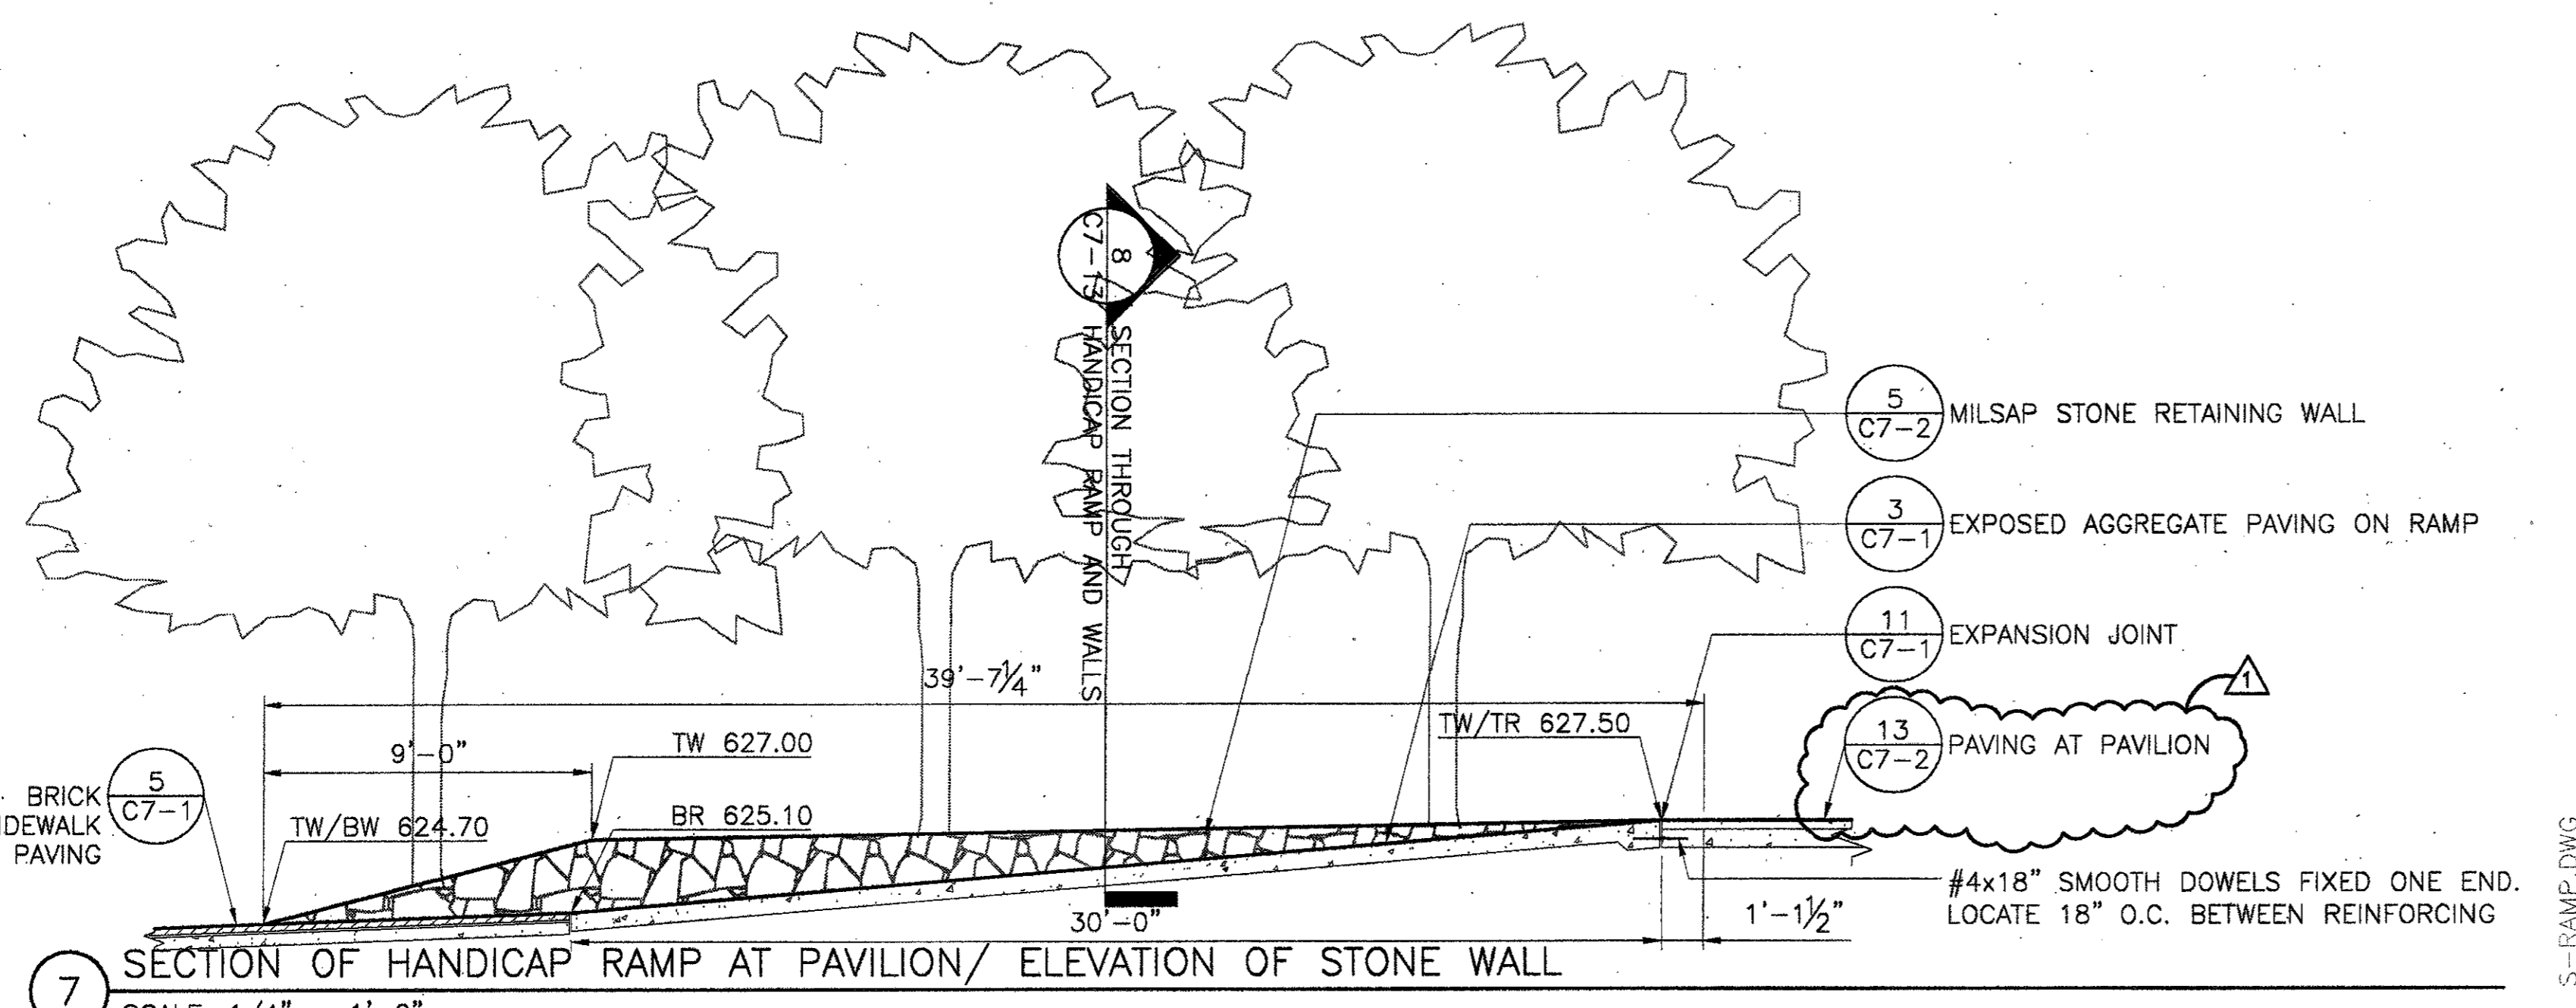 8
C7-13
SECTION THROUGH
HANDICAP RAMP AND WALLS
5
C7-2
MILSAP STONE RETAINING WALL
3
C7-1
EXPOSED AGGREGATE PAVING ON RAMP
11
C7-1
EXPANSION JOINT
1
13
C7-2
PAVING AT PAVILION
39'-7¼"
TW/TR 627.50
9'-0"
TW 627.00
BRICK
5
C7-1
IDEWALK
PAVING
TW/BW 624.70
BR 625.10
#4x18" SMOOTH DOWELS FIXED ONE END.
LOCATE 18" O.C. BETWEEN REINFORCING
30'-0"
1'-1½"
7
SECTION OF HANDICAP RAMP AT PAVILION/ ELEVATION OF STONE WALL
S-RAMP.DWG